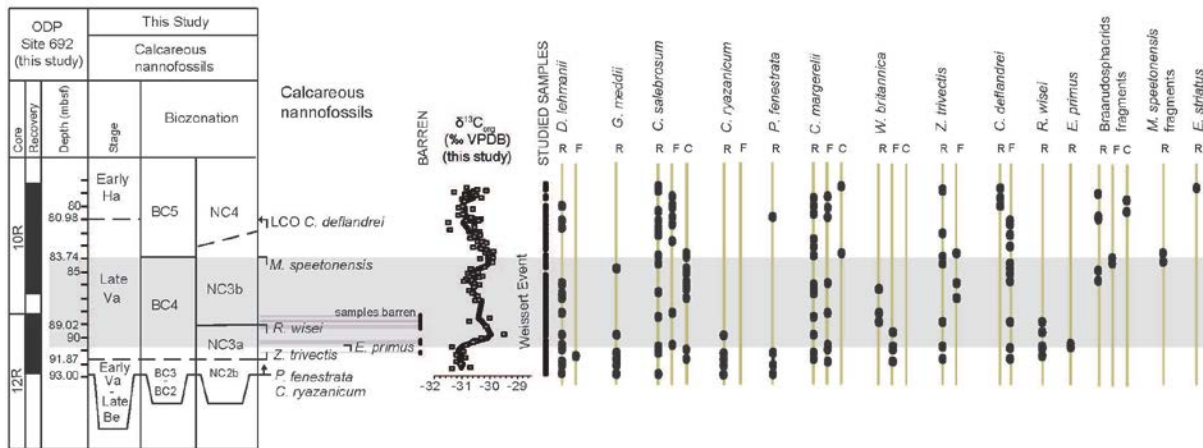 ODP
Site 692
(this study)
This Study
Calcareous
nannofossils
Core
Recovery
Depth (mbsf)
Stage
Biozonation
Calcareous
nannofossils
BARREN
δ¹³Corg
(‰ VPDB)
(this study)
STUDIED SAMPLES
D. lehmanii
G. meddii
C. salebrosum
C. ryazanicum
P. fenestrata
C. margerelii
W. britannica
Z. trivectis
C. deflandrei
R. wisei
E. primus
Braarudosphaerids
fragments
M. speetonensis
fragments
E. striatus
R F R R F C R F R R F C R F C R F R F R R R F C R R
10R
12R
80
80.98
83.74
85
89.02
90
91.87
93.00
Early
Ha
Late
Va
Early
Va
-
Late
Be
BC5
BC4
BC3
-
BC2
NC4
NC3b
NC3a
NC2b
LCO C. deflandrei
M. speetonensis
samples barren
R. wisei
E. primus
Z. trivectis
P. fenestrata
C. ryazanicum
Weissert Event
-32 -31 -30 -29